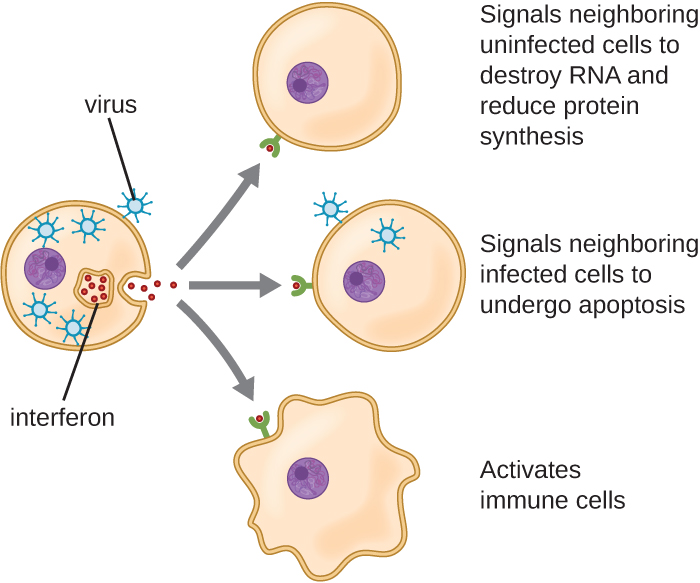 virus
interferon
Signals neighboring
uninfected cells to
destroy RNA and
reduce protein
synthesis
Signals neighboring
infected cells to
undergo apoptosis
Activates
immune cells